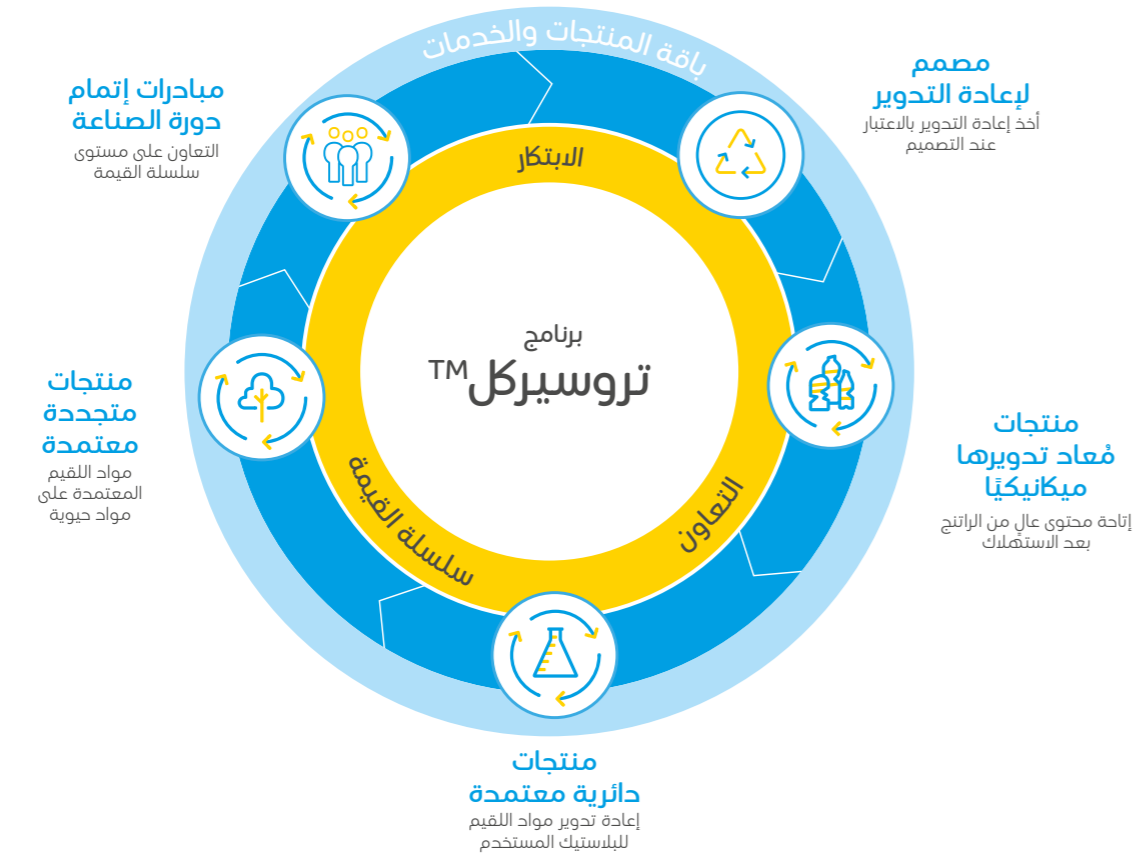 باقة المنتجات والخدمات
مصمم
لإعادة التدوير
أخذ إعادة التدوير بالاعتبار
عند التصميم
منتجات
مُعاد تدويرها
ميكانيكيًا
إتاحة محتوى عالٍ من الراتنج
بعد الاستهلاك
منتجات
دائرية معتمدة
إعادة تدوير مواد اللقيم
للبلاستيك المستخدم
منتجات
متجددة
معتمدة
مواد اللقيم
المعتمدة على
مواد حيوية
مبادرات إتمام
دورة الصناعة
التعاون على مستوى
سلسلة القيمة
الابتكار
التعاون
سلسلة القيمة
برنامج
تروسيركل™